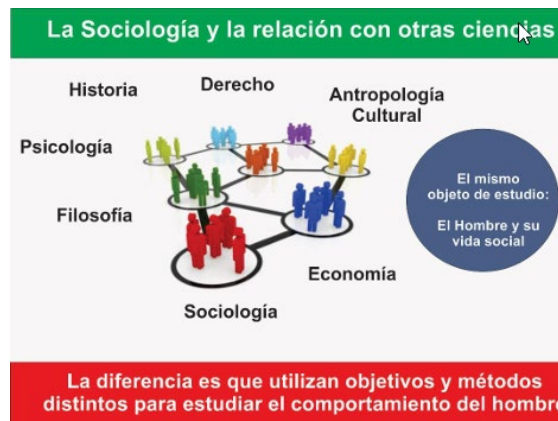 La Sociología y la relación con otras ciencias
Historia
Derecho
Antropología
Cultural
Psicología
Filosofía
Economía
Sociología
El mismo
objeto de estudio:
El Hombre y su
vida social
La diferencia es que utilizan objetivos y métodos
distintos para estudiar el comportamiento del hombre